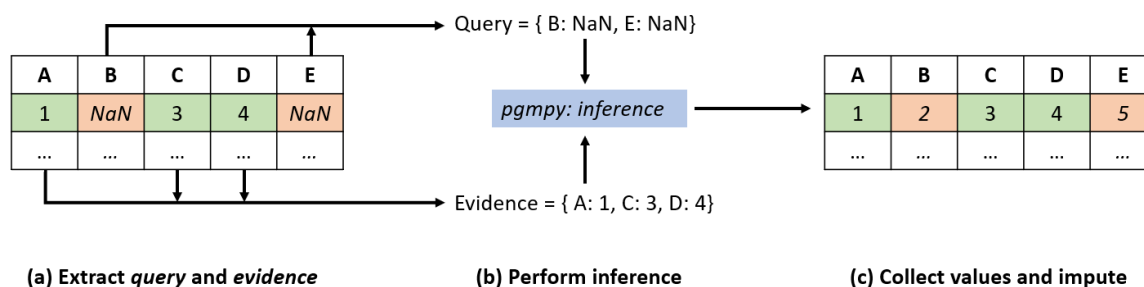 Query = { B: NaN, E: NaN}
A B C D E
1 NaN 3 4 NaN
... ... ... ... ...
pgmpy: inference
A B C D E
1 2 3 4 5
... ... ... ... ...
Evidence = { A: 1, C: 3, D: 4}
(a) Extract query and evidence
(b) Perform inference
(c) Collect values and impute